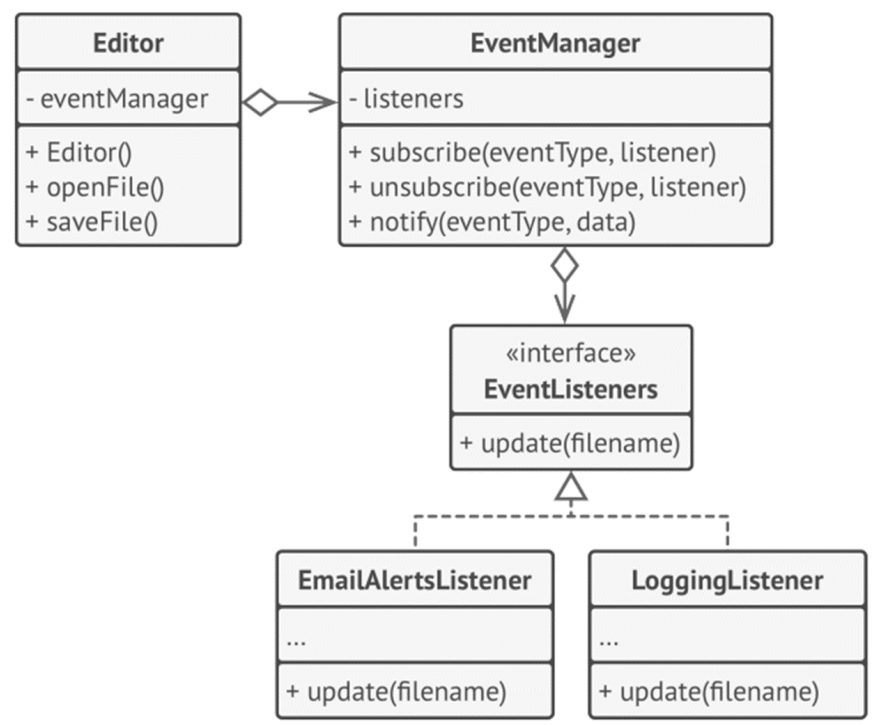 Editor
- eventManager
+ Editor()
+ openFile()
+ saveFile()
EventManager
- listeners
+ subscribe(eventType, listener)
+ unsubscribe(eventType, listener)
+ notify(eventType, data)
«interface»
EventListeners
+ update(filename)
EmailAlertsListener
...
+ update(filename)
LoggingListener
...
+ update(filename)